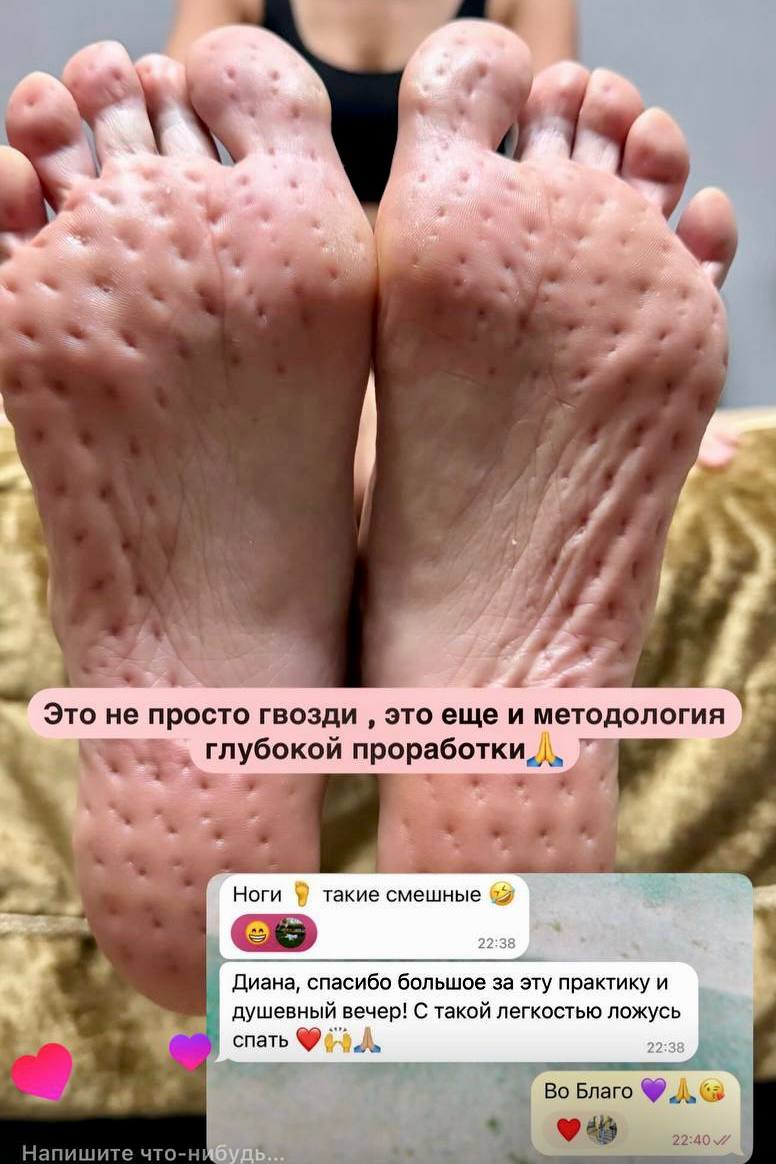 Это не просто гвозди , это еще и методология
глубокой проработки🙏
Ноги 🦶 такие смешные 🤣
22:38
Диана, спасибо большое за эту практику и
душевный вечер! С такой легкостью ложусь
спать ❤️🙌🙏🏼
22:38
Во Благо 💜🙏😘
22:40
Напишите что-нибудь...